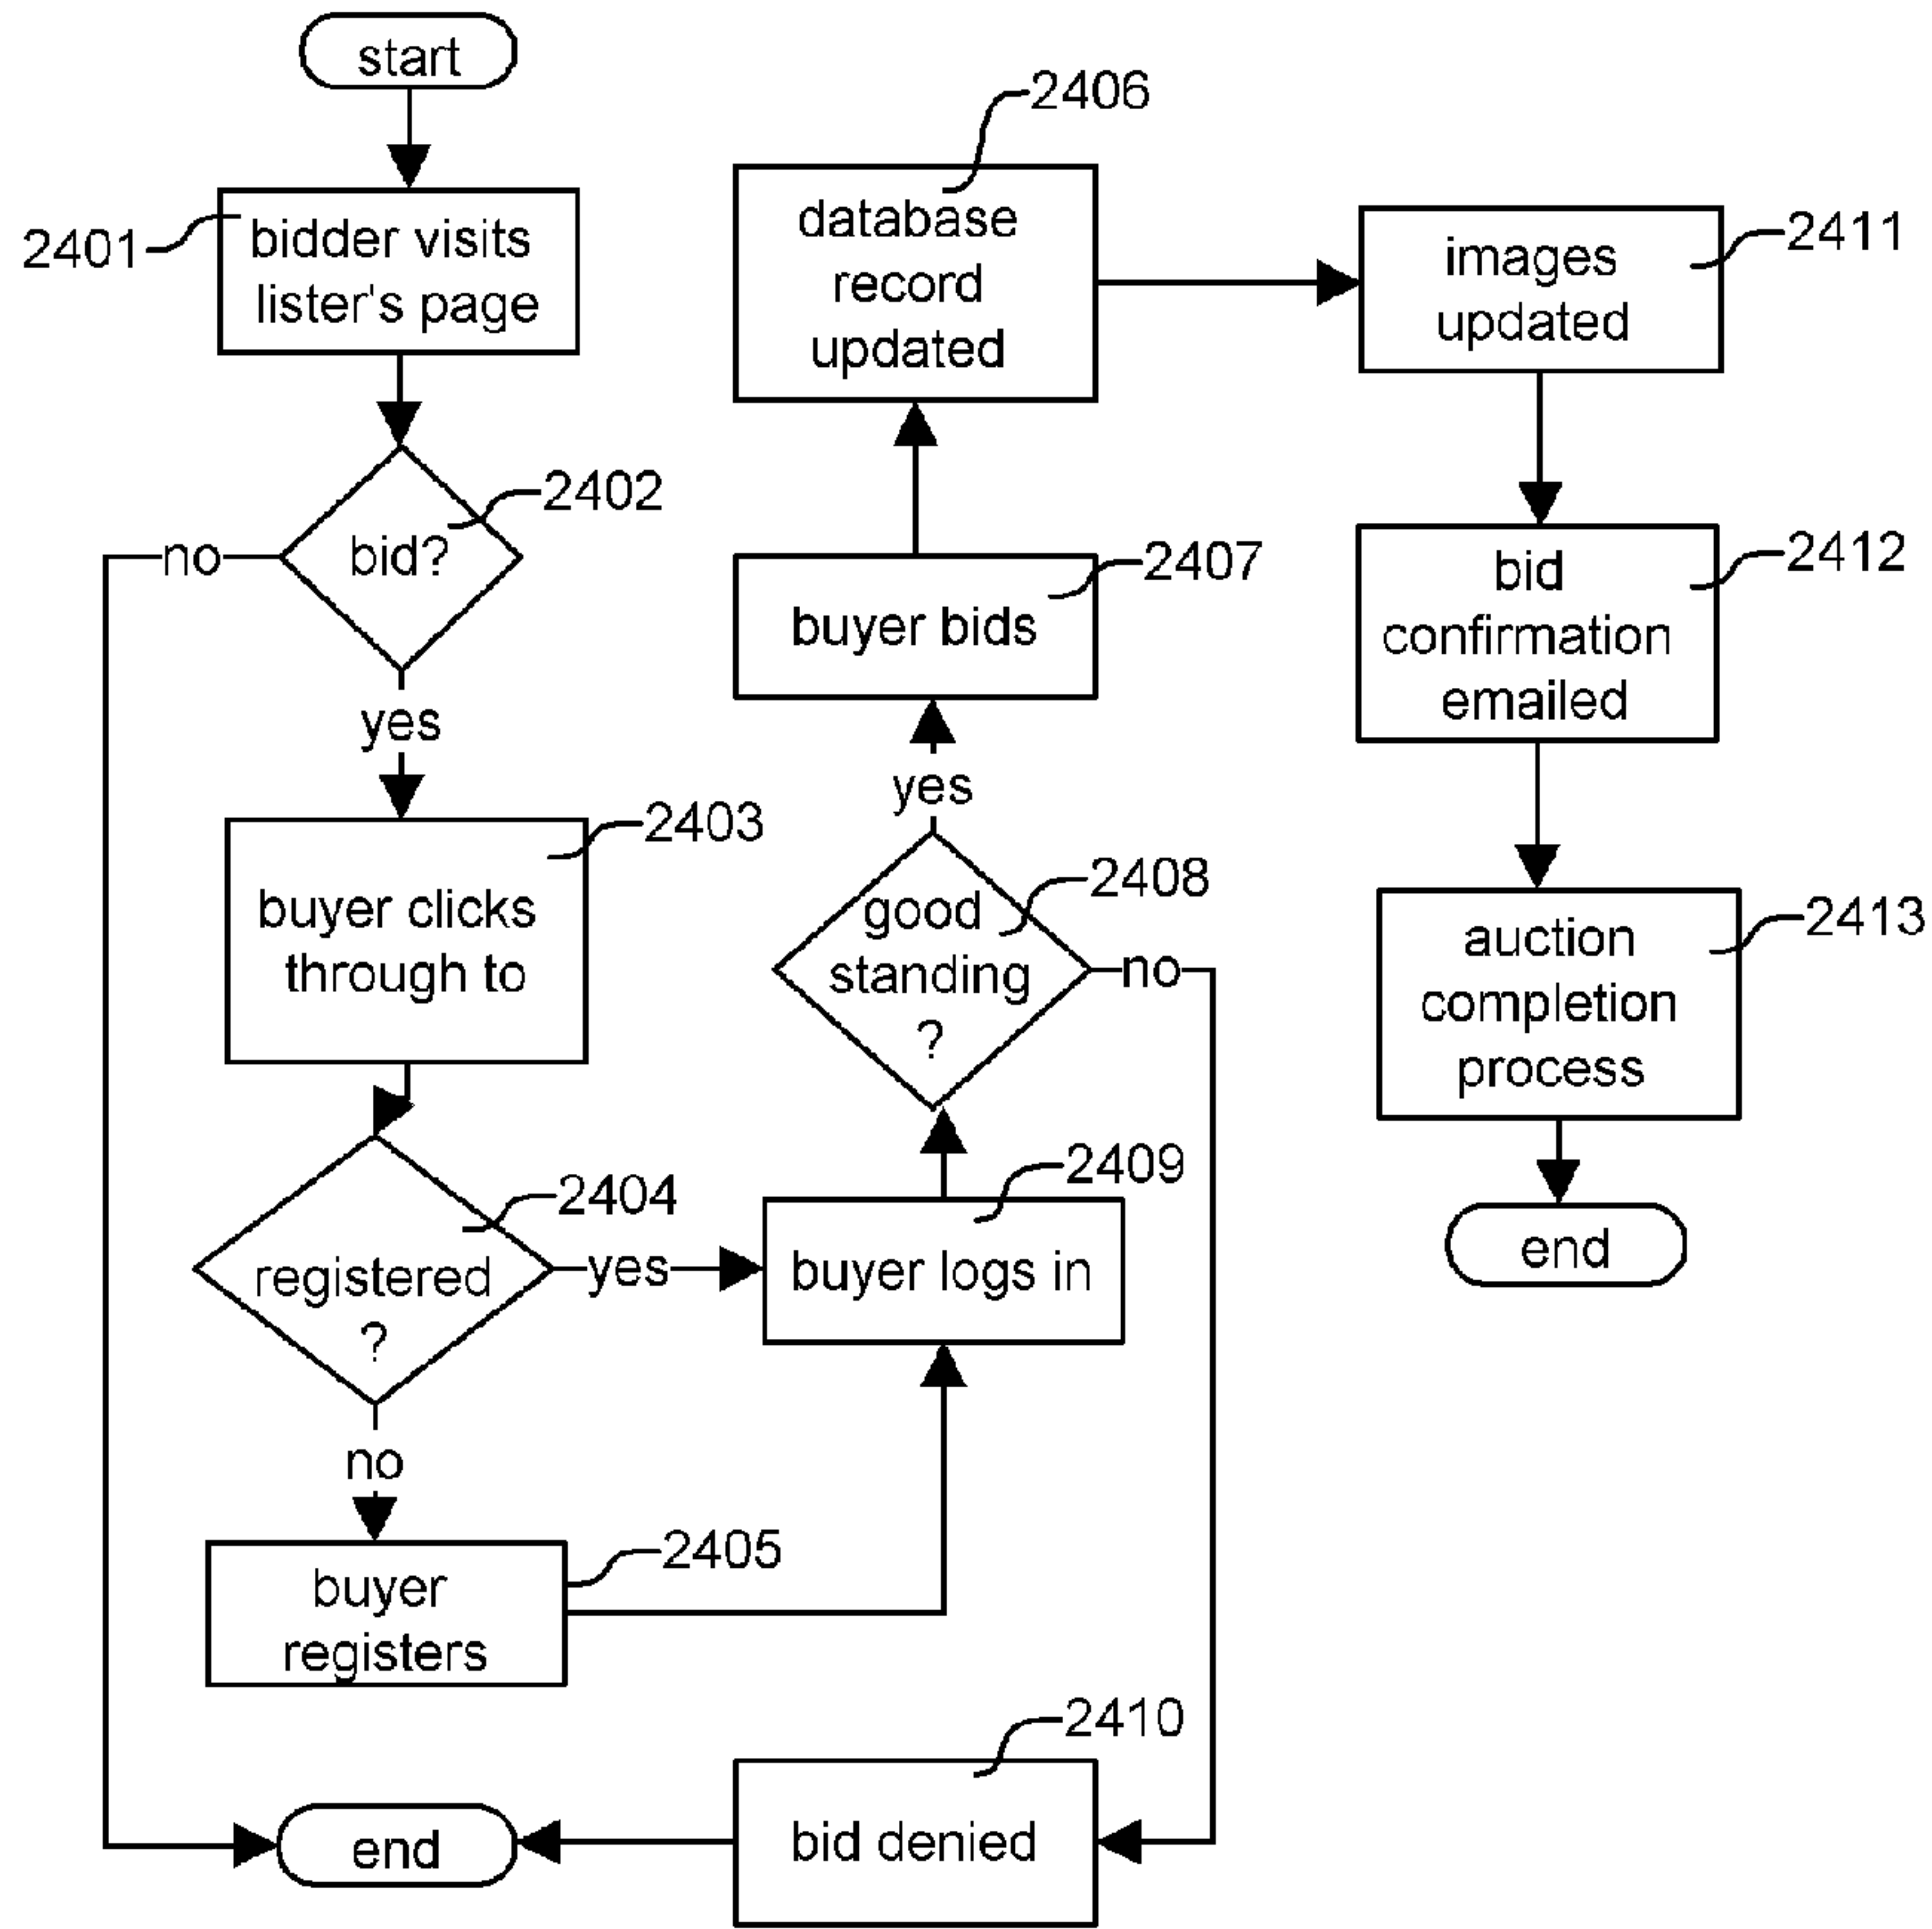 start
2401
bidder visits
lister's page
2402
bid?
no
yes
2403
buyer clicks
through to
2404
registered
?
yes
no
2405
buyer
registers
end
2406
database
record
updated
2407
buyer bids
yes
2408
good
standing
?
no
2409
buyer logs in
2410
bid denied
2411
images
updated
2412
bid
confirmation
emailed
2413
auction
completion
process
end